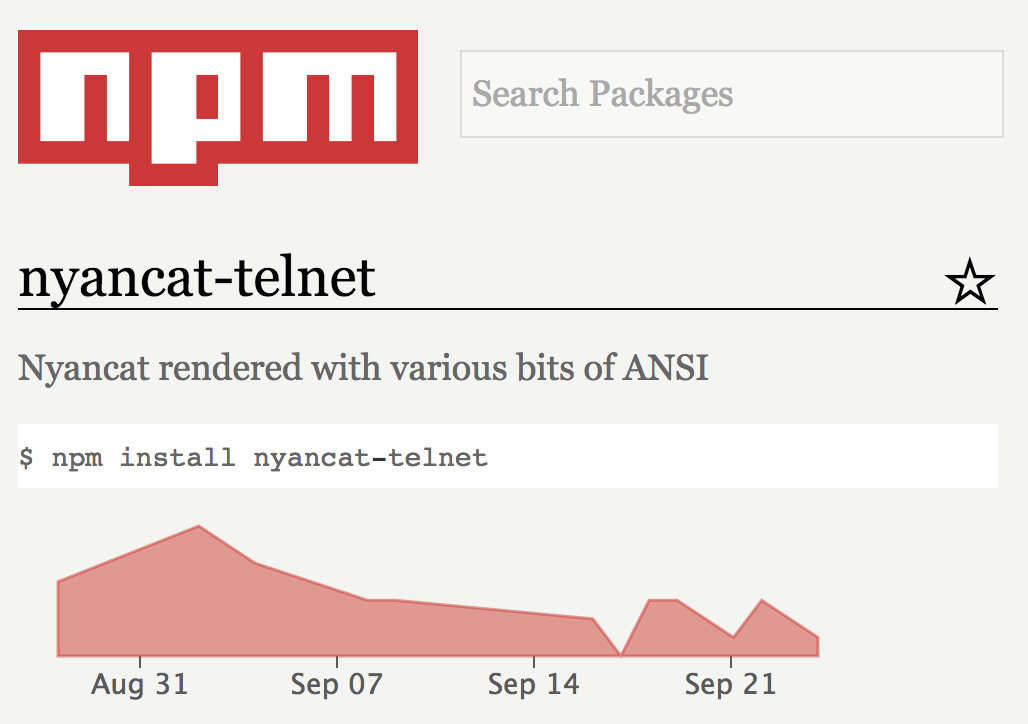 npm
Search Packages
nyancat-telnet
Nyancat rendered with various bits of ANSI
$ npm install nyancat-telnet
Aug 31 Sep 07 Sep 14 Sep 21